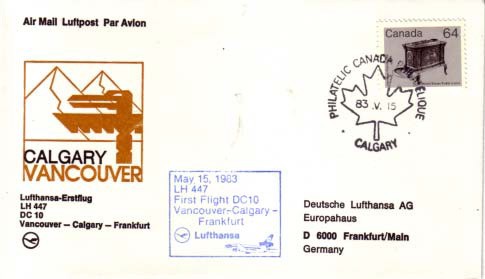 Air Mail Luftpost Par Avion
Canada 64
PHILATELIC CANADA PHILATELIQUE
83 .V. 15
CALGARY
CALGARY
VANCOUVER
Lufthansa-Erstflug
LH 447
DC 10
Vancouver – Calgary – Frankfurt
May 15, 1983
LH 447
First Flight DC10
Vancouver-Calgary-
Frankfurt
Lufthansa
Deutsche Lufthansa AG
Europahaus
D 6000 Frankfurt/Main
Germany